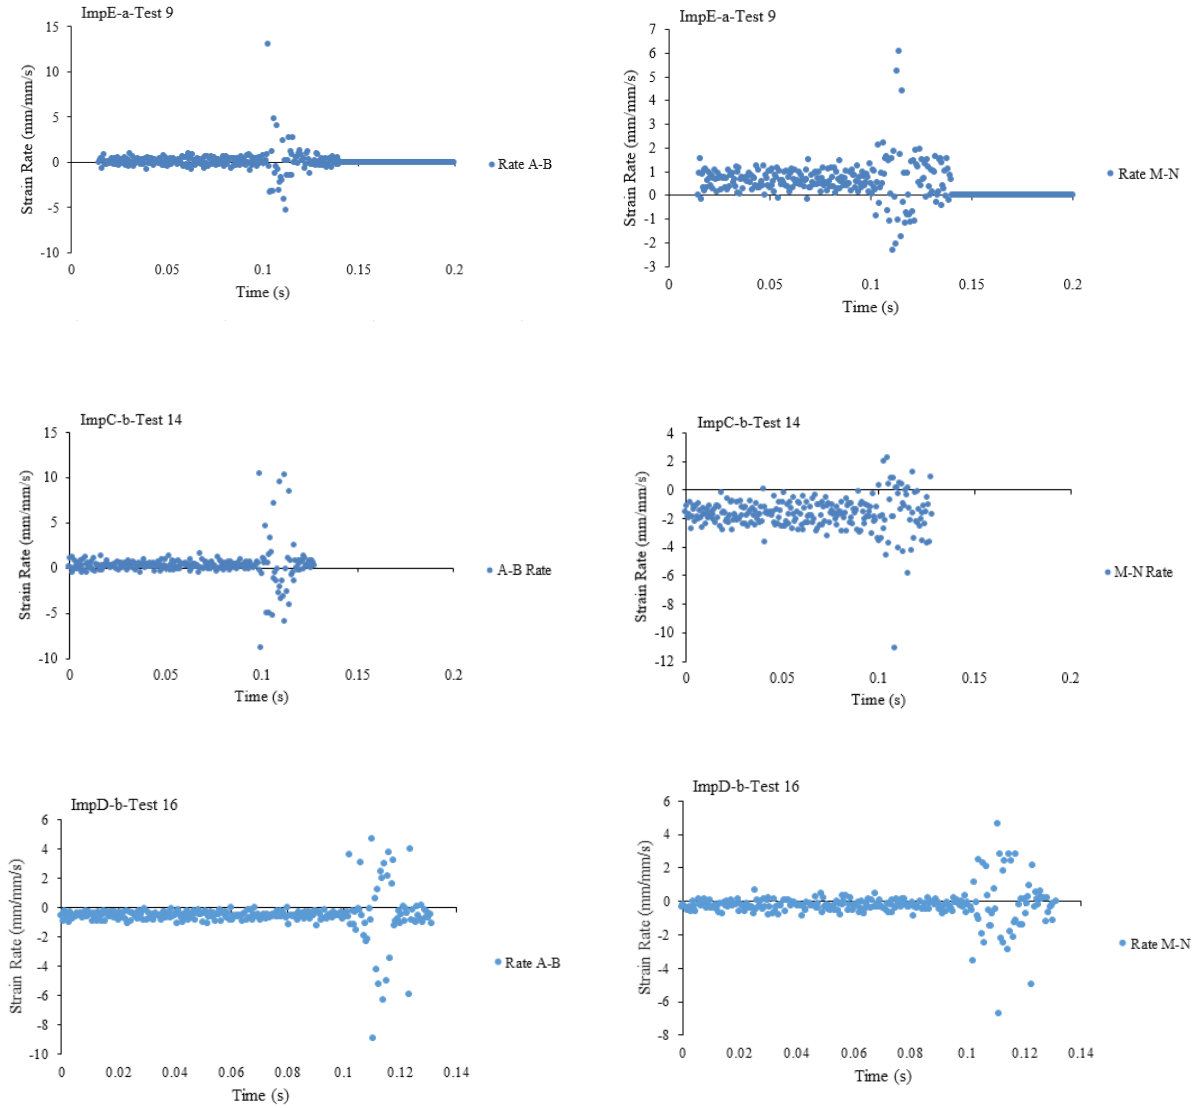 ImpE-a-Test 9
Strain Rate (mm/mm/s)
15
10
5
0
-5
-10
0 0.05 0.1 0.15 0.2
Time (s)
Rate A-B
ImpE-a-Test 9
Strain Rate (mm/mm/s)
7
6
5
4
3
2
1
0
-1
-2
-3
0 0.05 0.1 0.15 0.2
Time (s)
Rate M-N
ImpC-b-Test 14
Strain Rate (mm/mm/s)
15
10
5
0
-5
-10
0 0.05 0.1 0.15 0.2
Time (s)
A-B Rate
ImpC-b-Test 14
Strain Rate (mm/mm/s)
4
2
0
-2
-4
-6
-8
-10
-12
0 0.05 0.1 0.15 0.2
Time (s)
M-N Rate
ImpD-b-Test 16
Strain Rate (mm/mm/s)
6
4
2
0
-2
-4
-6
-8
-10
0 0.02 0.04 0.06 0.08 0.1 0.12 0.14
Time (s)
Rate A-B
ImpD-b-Test 16
Strain Rate (mm/mm/s)
6
4
2
0
-2
-4
-6
-8
0 0.02 0.04 0.06 0.08 0.1 0.12 0.14
Time (s)
Rate M-N